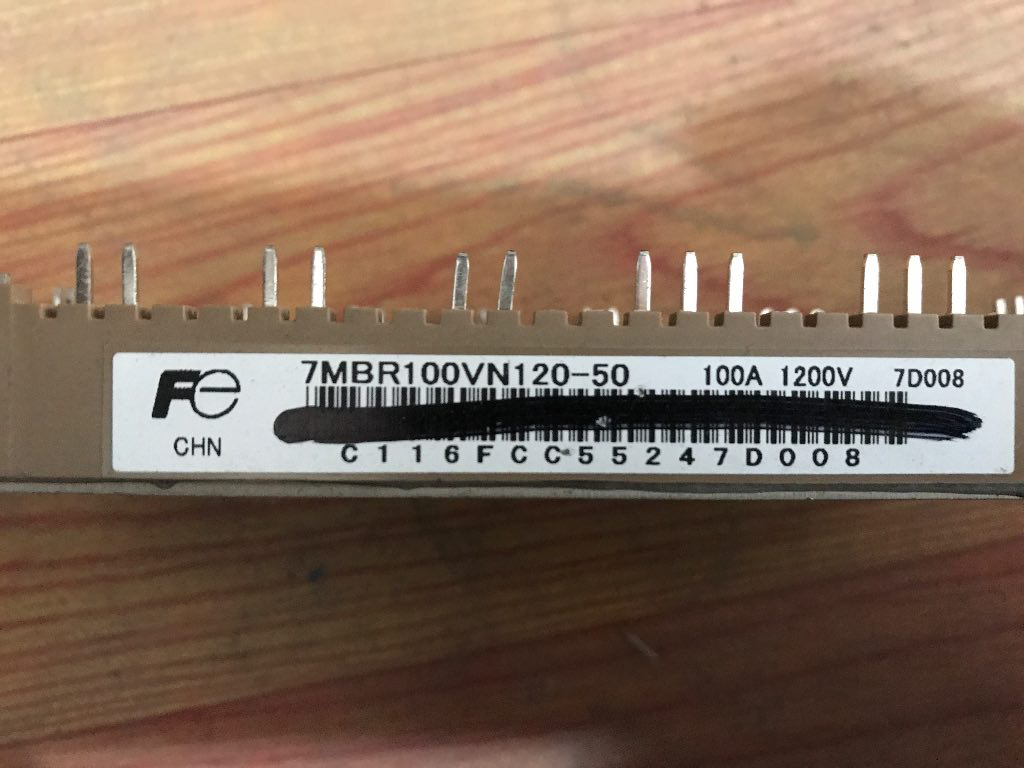 7MBR100VN120-50 100A 1200V 7D008
Fe
CHN
C116FCC55247D008